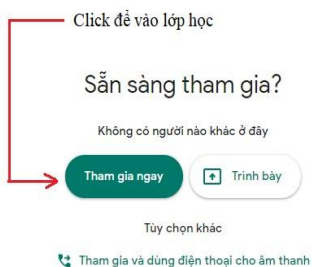 Click để vào lớp học
Sẵn sàng tham gia?
Không có người nào khác ở đây
Tham gia ngay
Trình bày
Tùy chọn khác
Tham gia và dùng điện thoại cho âm thanh